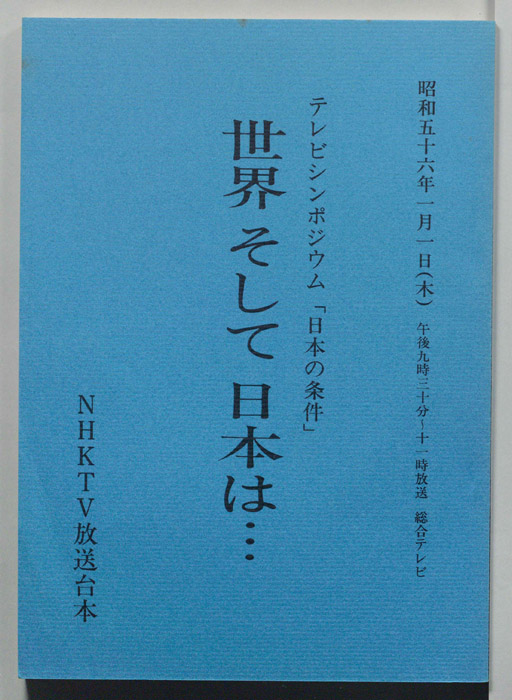 昭和五十六年一月一日(木) 午後九時三十分~十一時放送 総合テレビ
テレビシンポジウム「日本の条件」
世界 そして 日本は…
NHKTV放送台本